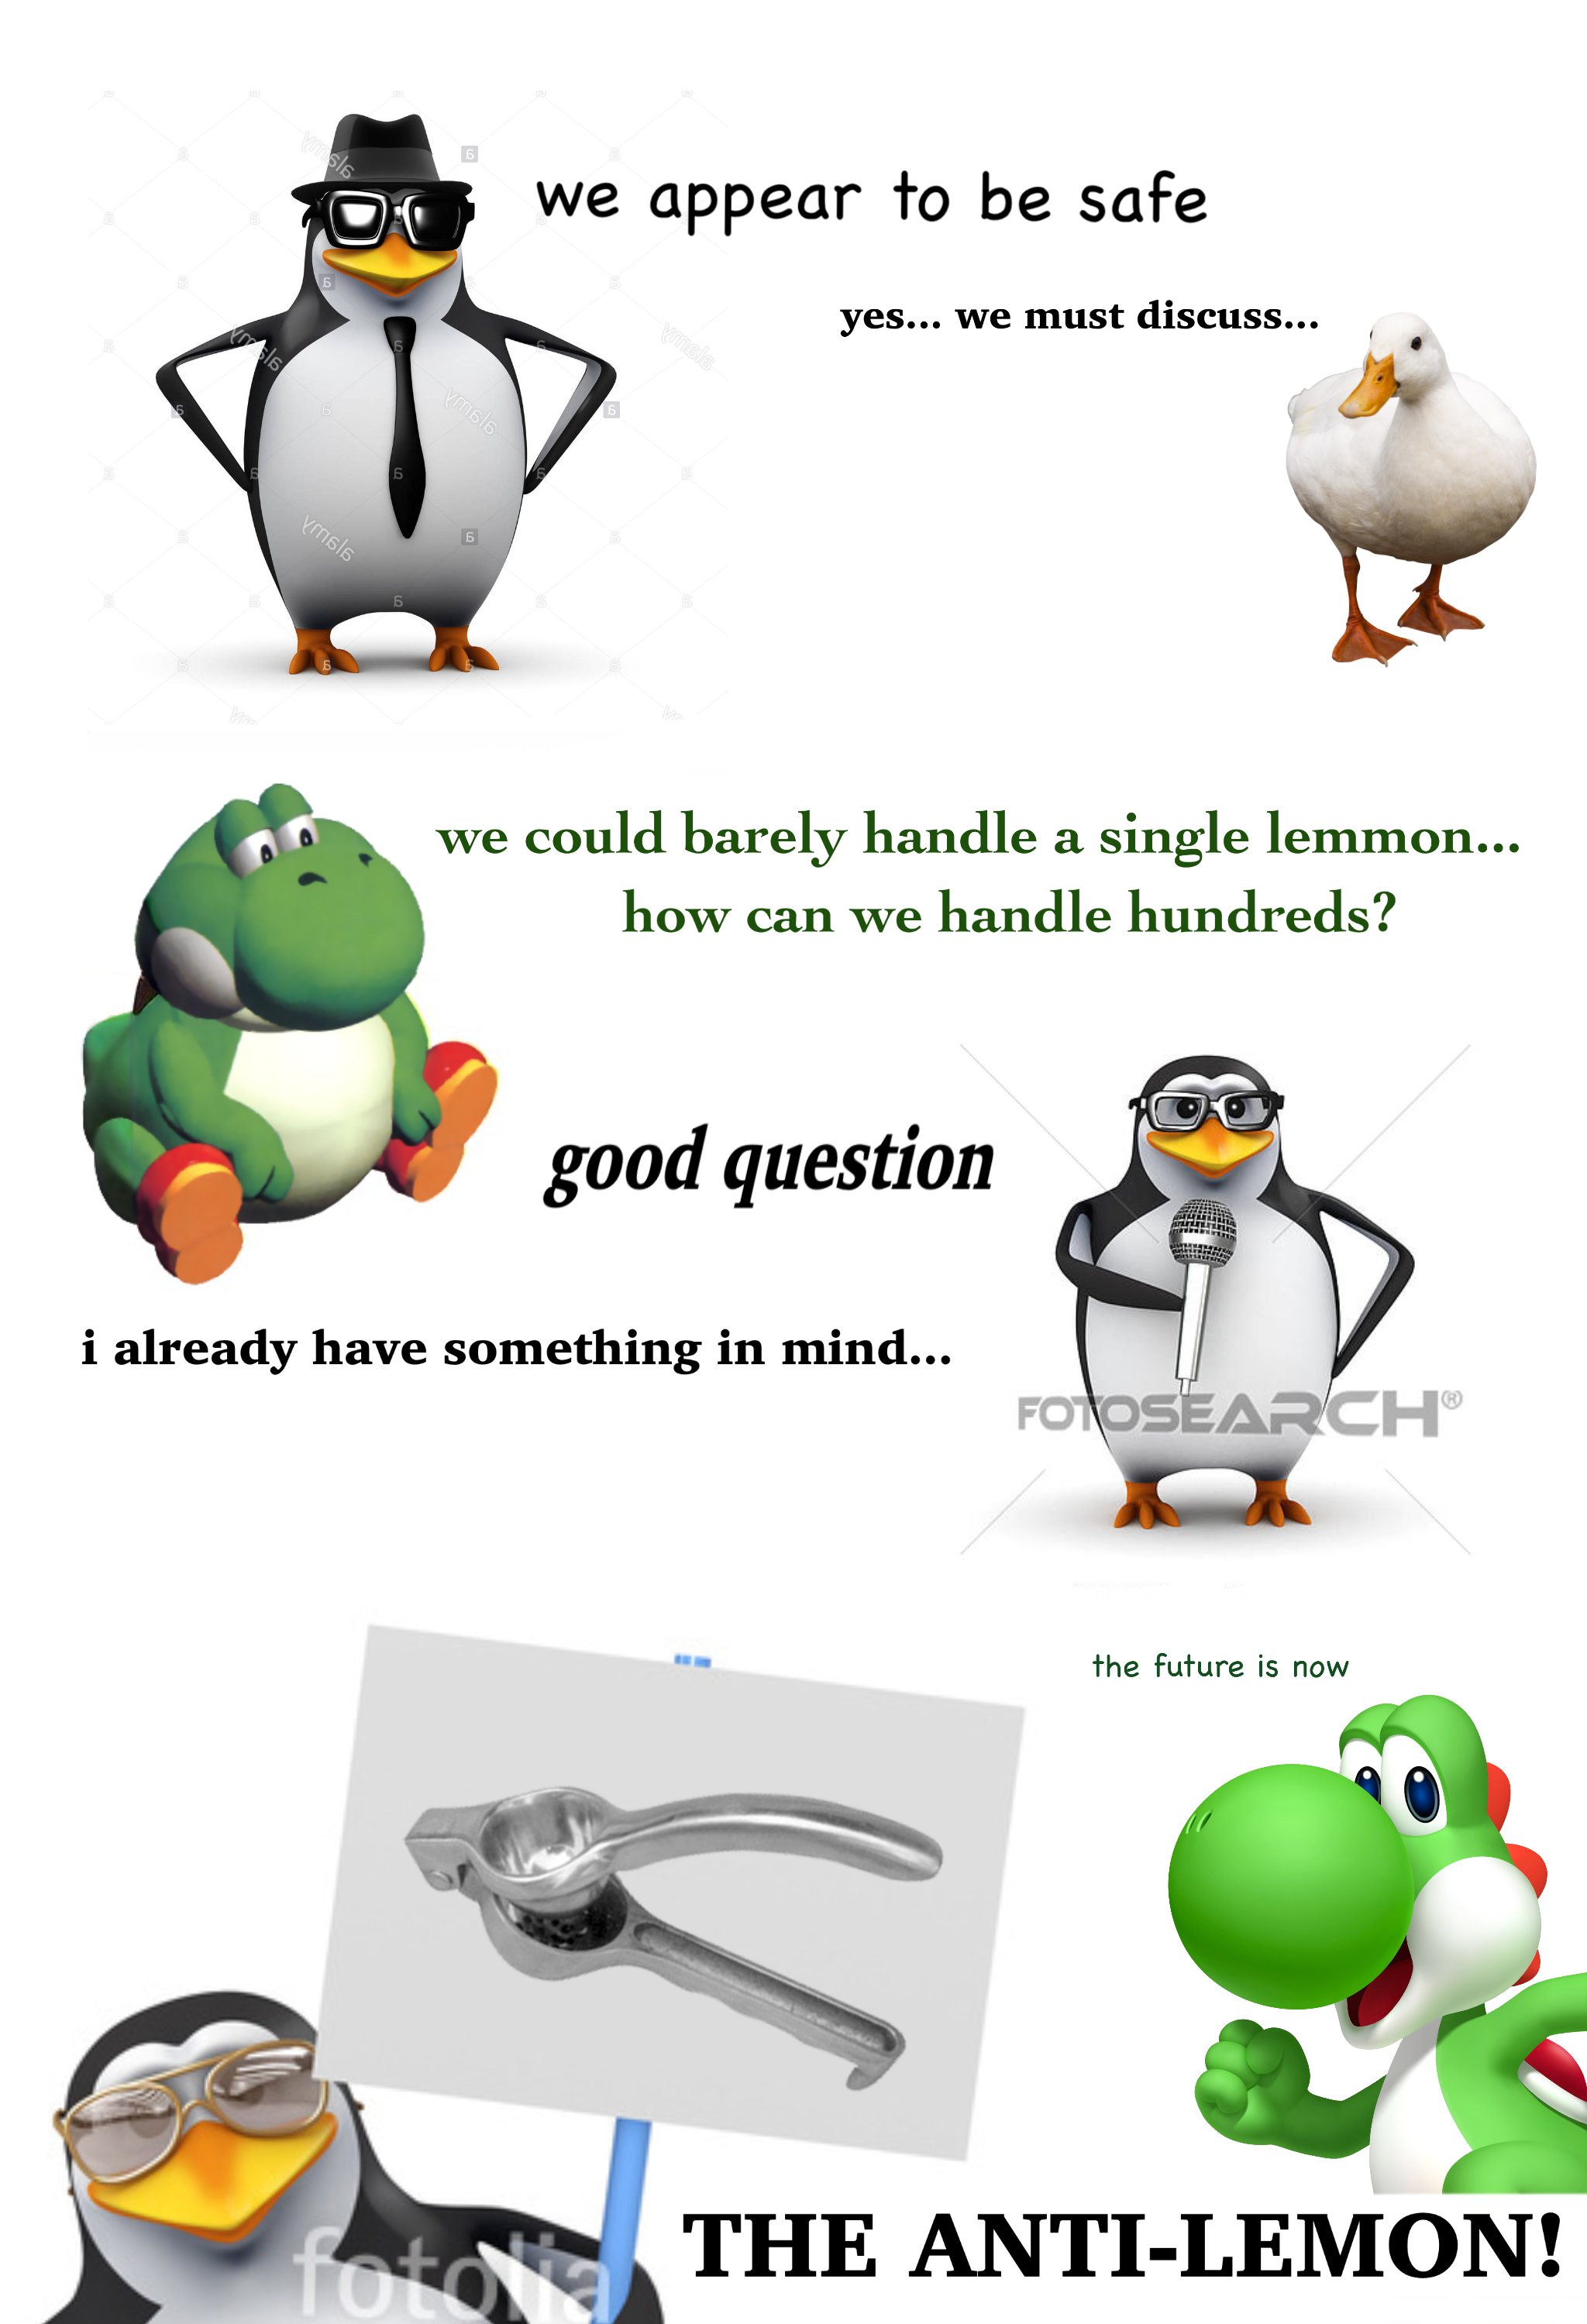 we appear to be safe
yes... we must discuss...
we could barely handle a single lemmon...
how can we handle hundreds?
good question
i already have something in mind...
FOTOSEARCH®
the future is now
THE ANTI-LEMON!
fotolia